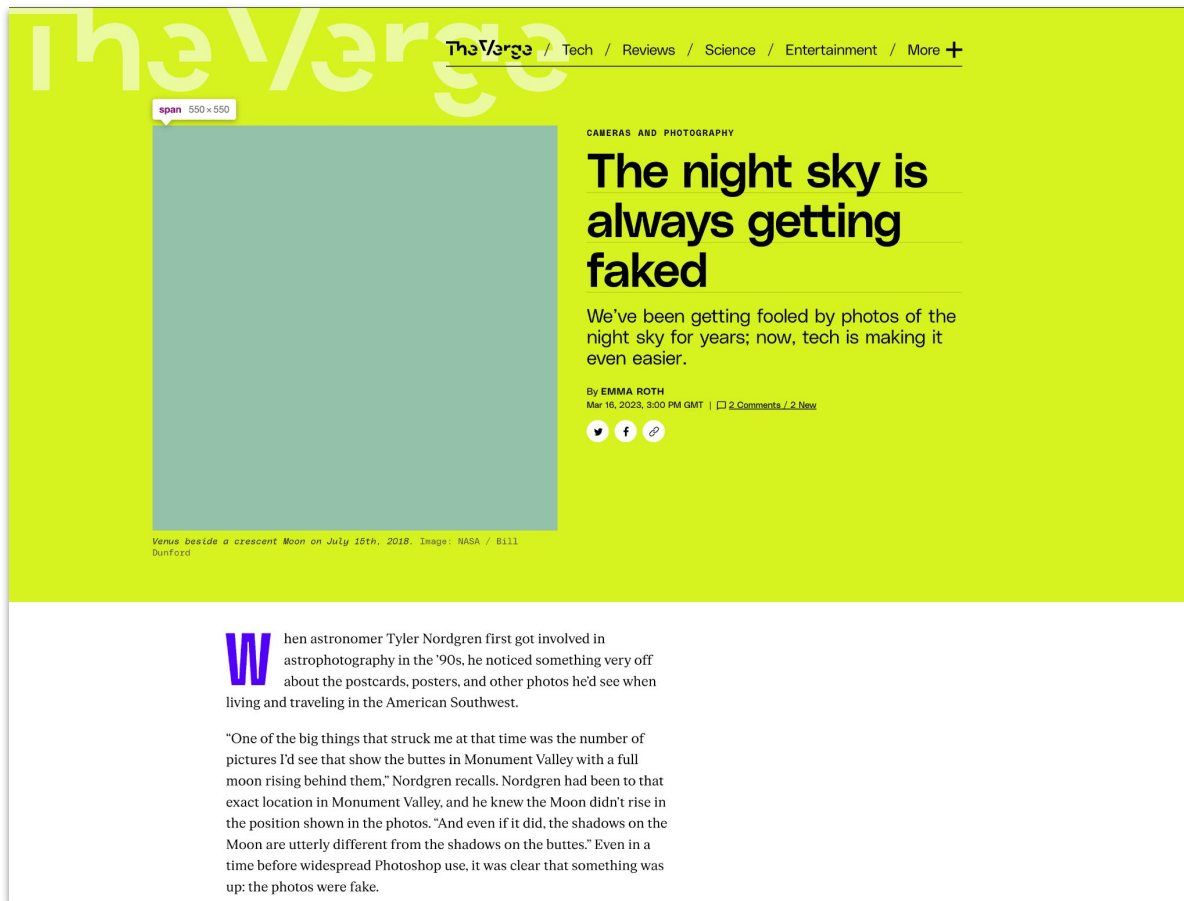 The Verge
The Verge / Tech / Reviews / Science / Entertainment / More +
span 550 × 550
CAMERAS AND PHOTOGRAPHY
The night sky is
always getting
faked
We’ve been getting fooled by photos of the
night sky for years; now, tech is making it
even easier.
By EMMA ROTH
Mar 16, 2023, 3:00 PM GMT | 2 Comments / 2 New
Venus beside a crescent Moon on July 15th, 2018. Image: NASA / Bill
Dunford
When astronomer Tyler Nordgren first got involved in
astrophotography in the ’90s, he noticed something very off
about the postcards, posters, and other photos he’d see when
living and traveling in the American Southwest.
“One of the big things that struck me at that time was the number of
pictures I’d see that show the buttes in Monument Valley with a full
moon rising behind them,” Nordgren recalls. Nordgren had been to that
exact location in Monument Valley, and he knew the Moon didn’t rise in
the position shown in the photos. “And even if it did, the shadows on the
Moon are utterly different from the shadows on the buttes.” Even in a
time before widespread Photoshop use, it was clear that something was
up: the photos were fake.